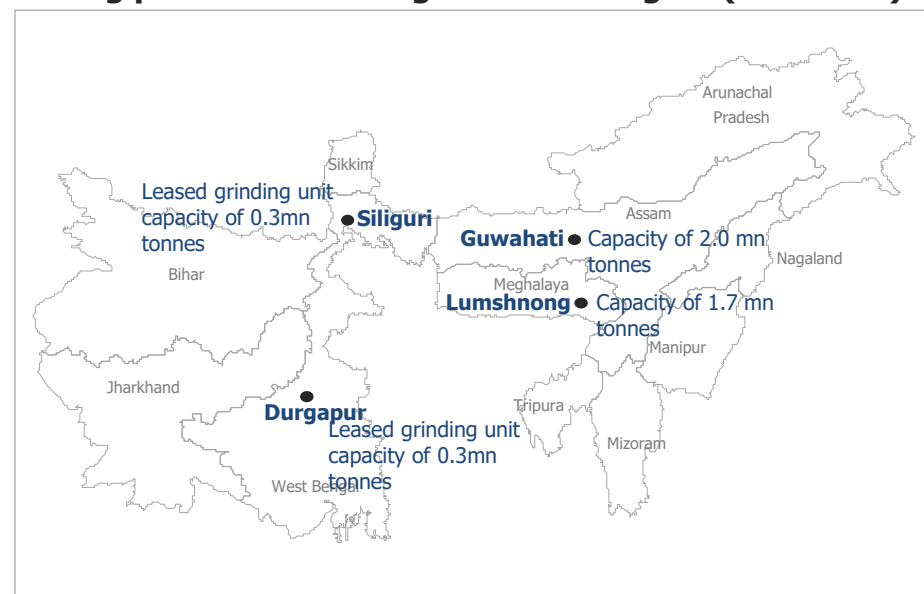 Arunachal
Pradesh
Sikkim
Leased grinding unit
capacity of 0.3mn
tonnes
Siliguri
Assam
Guwahati
Capacity of 2.0 mn
tonnes
Nagaland
Bihar
Meghalaya
Lumshnong
Capacity of 1.7 mn
tonnes
Manipur
Jharkhand
Durgapur
Tripura
Leased grinding unit
capacity of 0.3mn
tonnes
Mizoram
West Bengal